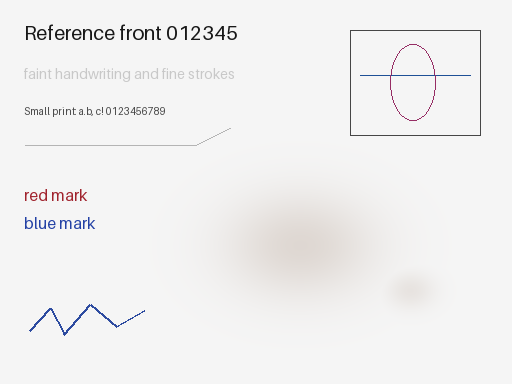 Reference front 012345
faint handwriting and fine strokes
Small print a.b, c! 0123456789
red mark
blue mark